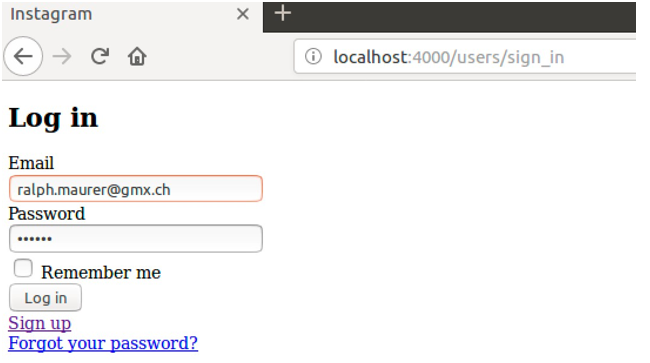 Instagram
localhost:4000/users/sign_in
Log in
Email
ralph.maurer@gmx.ch
Password
••••••
Remember me
Log in
Sign up
Forgot your password?